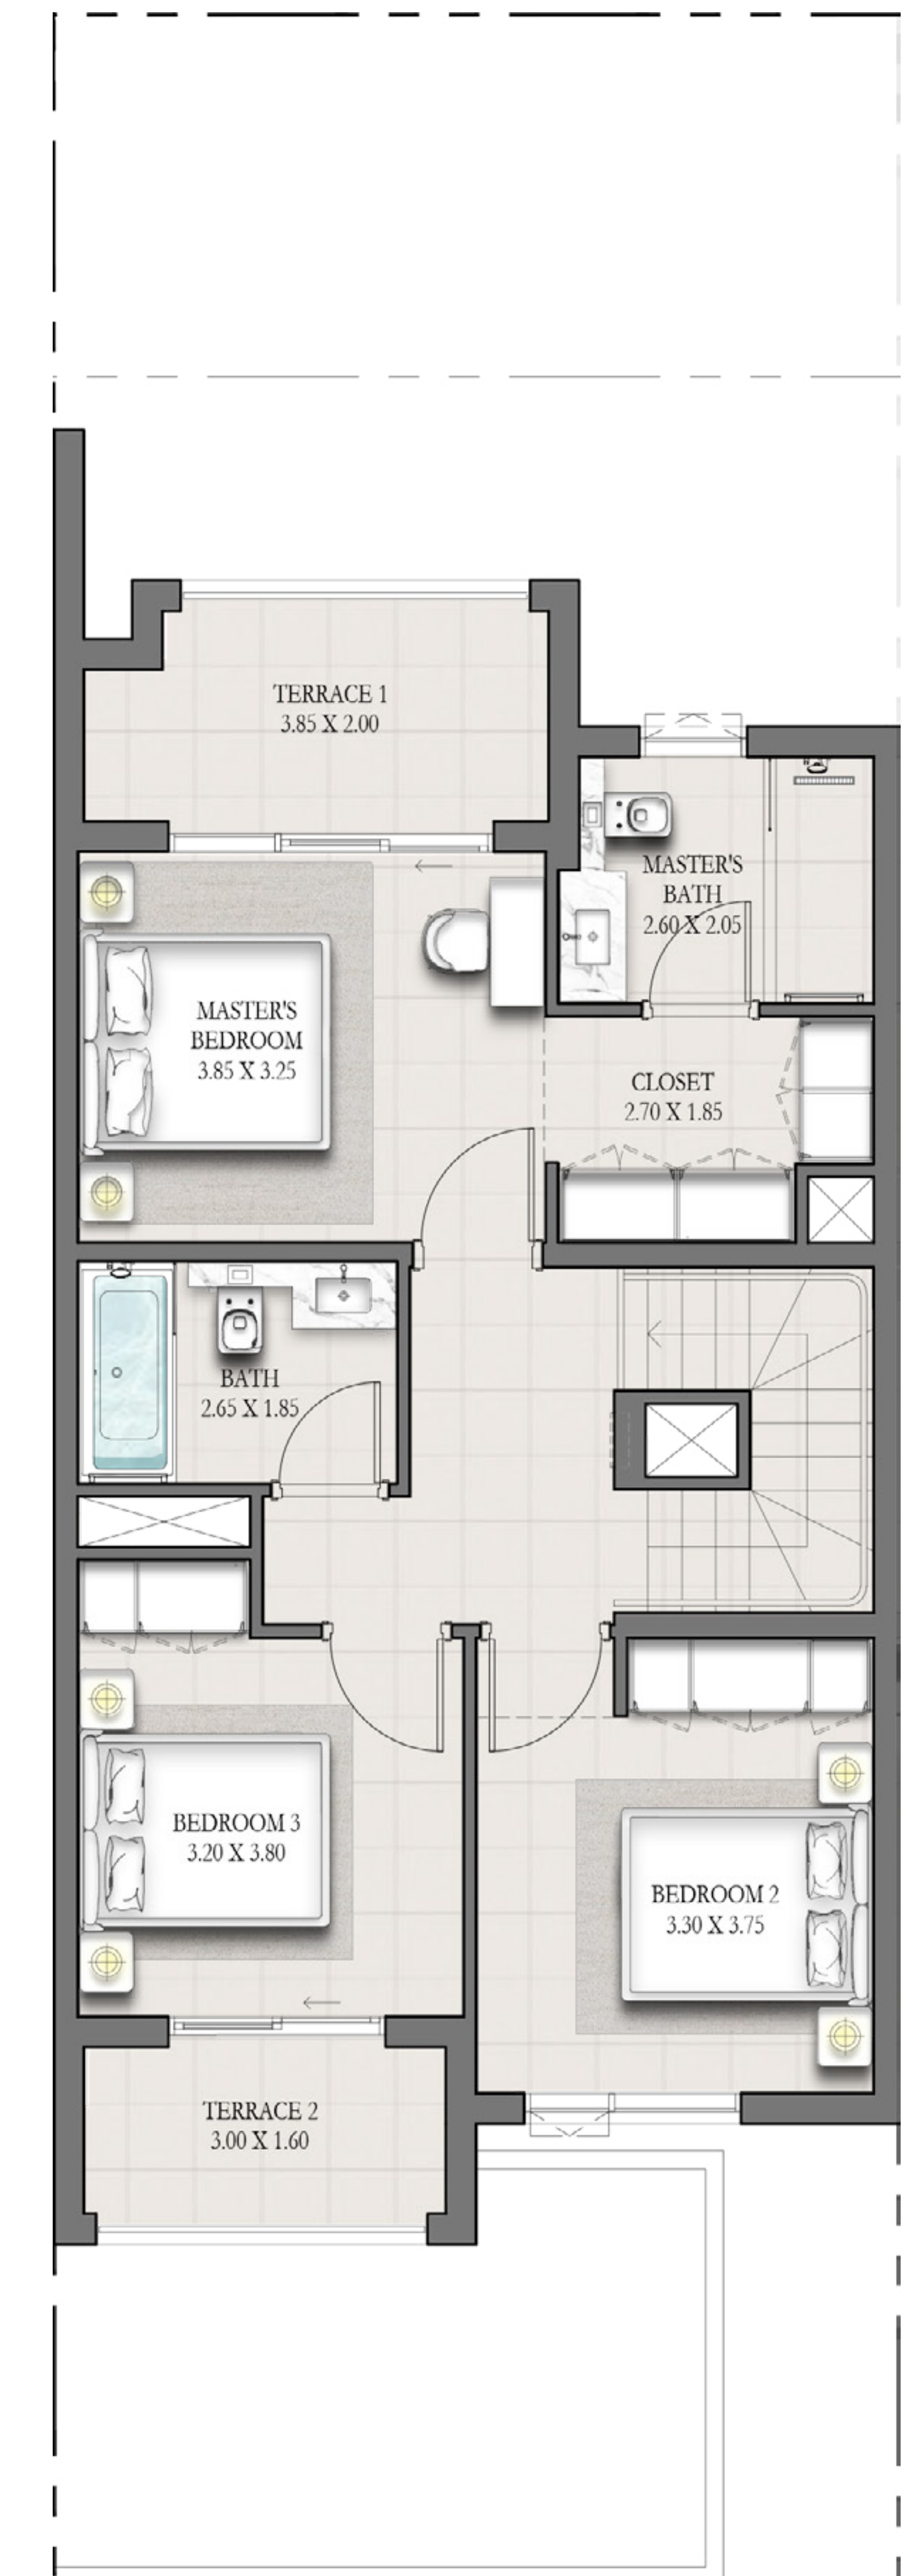 TERRACE 1
3.85 X 2.00
MASTER'S
BATH
2.60 X 2.05
MASTER'S
BEDROOM
3.85 X 3.25
CLOSET
2.70 X 1.85
BATH
2.65 X 1.85
BEDROOM 3
3.20 X 3.80
BEDROOM 2
3.30 X 3.75
TERRACE 2
3.00 X 1.60